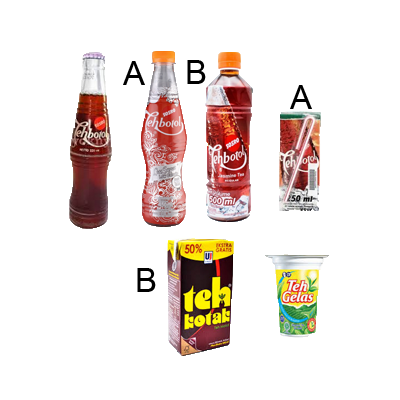 A
B
A
SOSRO
Tehbotol
SOSRO
Tehbotol
SOSRO
Tehbotol
Jasmine Tea
500 ml
Tehbotol
250 ml
B
50%
EKSTRA
GRATIS
teh
kotak
Teh
Gelas